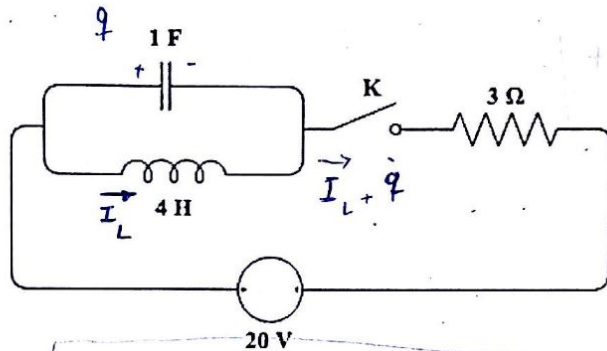 q
1 F
+ -
K
3 Ω
I_L
4 H
I_L + q̇
20 V